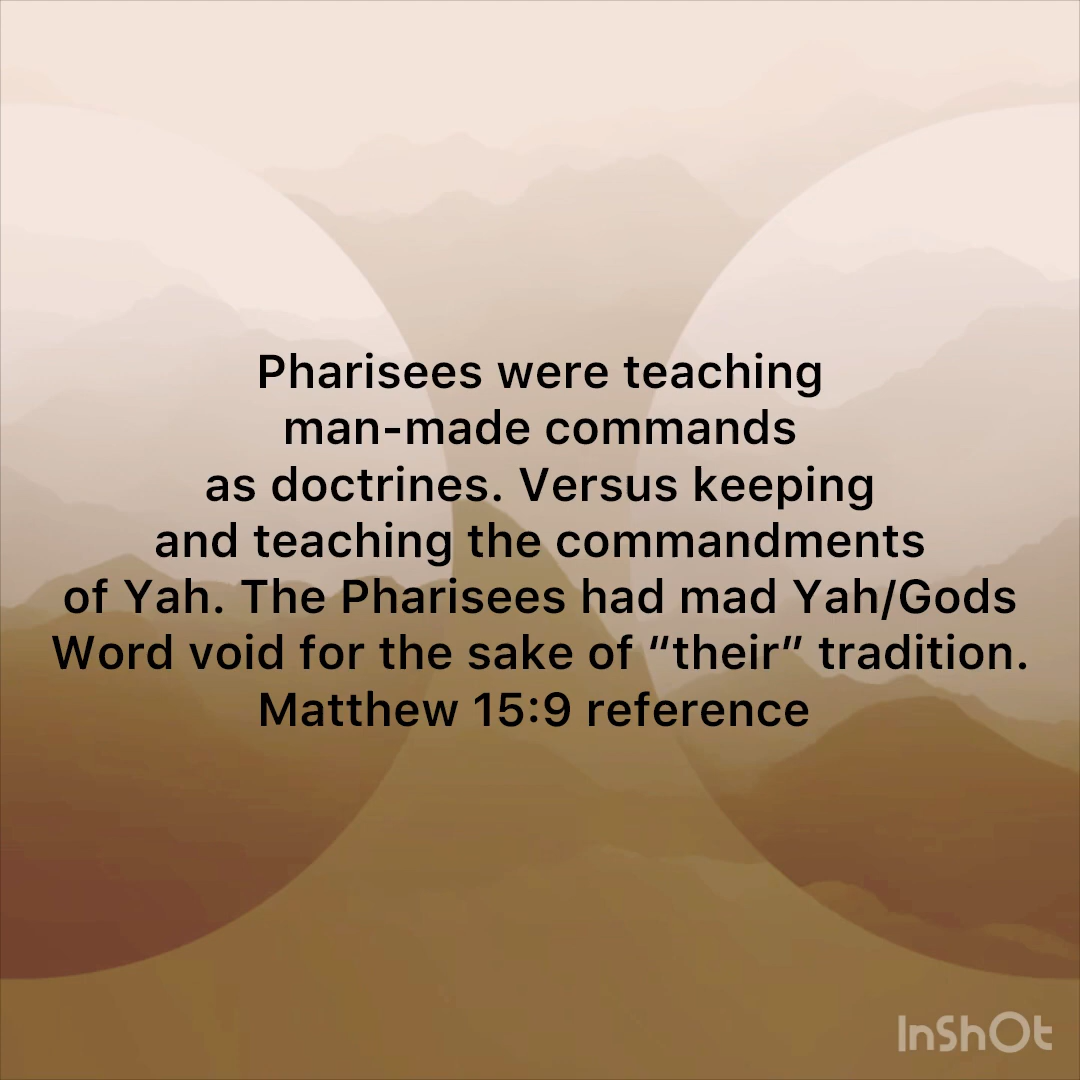 Pharisees were teaching
man-made commands
as doctrines. Versus keeping
and teaching the commandments
of Yah. The Pharisees had mad Yah/Gods
Word void for the sake of “their” tradition.
Matthew 15:9 reference
InShOt